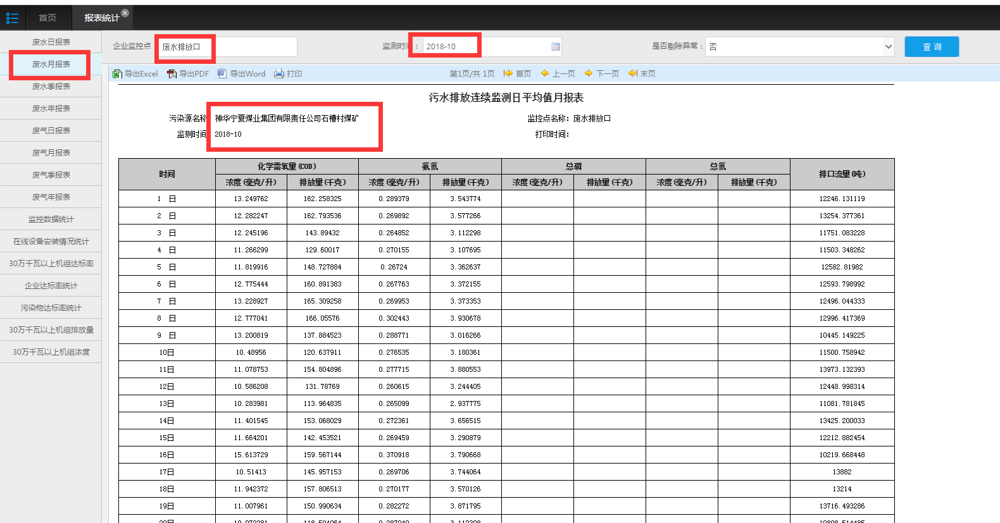 首页 报表统计
废水日报表
废水月报表
废水季报表
废水年报表
废气日报表
废气月报表
废气季报表
废气年报表
监控数据统计
在线设备安装情况统计
30万千瓦以上机组达标率
企业达标率统计
污染物达标率统计
30万千瓦以上机组排放量
30万千瓦以上机组浓度
企业监控点 废水排放口 监测时间: 2018-10 是否剔除异常: 否 查 询
导出Excel 导出PDF 导出Word 打印 第1页/共 1页 首页 上一页 下一页 末页
污水排放连续监测日平均值月报表
污染源名称 神华宁夏煤业集团有限责任公司石槽村煤矿 监控点名称: 废水排放口
监测时间 2018-10 打印时间:
时间 化学需氧量(COD) 氨氮 总磷 总氮 排口流量(吨)
浓度(毫克/升) 排放量(千克) 浓度(毫克/升) 排放量(千克) 浓度(毫克/升) 排放量(千克) 浓度(毫克/升) 排放量(千克)
1 日 13.249762 162.258325 0.289379 3.543774 12246.131119
2 日 12.282247 162.793536 0.269892 3.577266 13254.377361
3 日 12.245196 143.89432 0.264852 3.112298 11751.083228
4 日 11.266299 129.60017 0.270155 3.107695 11503.348262
5 日 11.819916 148.727884 0.26724 3.362637 12582.81982
6 日 12.775444 160.891383 0.267763 3.372155 12593.798992
7 日 13.228927 165.309258 0.269953 3.373353 12496.044333
8 日 12.777041 166.05576 0.302443 3.930678 12996.417369
9 日 13.200819 137.884523 0.288771 3.016266 10445.149225
10日 10.48956 120.637911 0.276535 3.180361 11500.758942
11日 11.078753 154.804896 0.277715 3.880553 13973.132393
12日 10.586208 131.78769 0.260615 3.244405 12448.998314
13日 10.283981 113.964835 0.265099 2.937775 11081.781845
14日 11.401545 153.068029 0.272361 3.656515 13425.200033
15日 11.664201 142.453521 0.269459 3.290879 12212.882454
16日 15.613729 159.567144 0.370918 3.790668 10219.668448
17日 10.51413 145.957153 0.269706 3.744064 13882
18日 11.942372 157.806513 0.270177 3.570126 13214
19日 11.007961 150.990634 0.282272 3.871795 13716.493286
20日